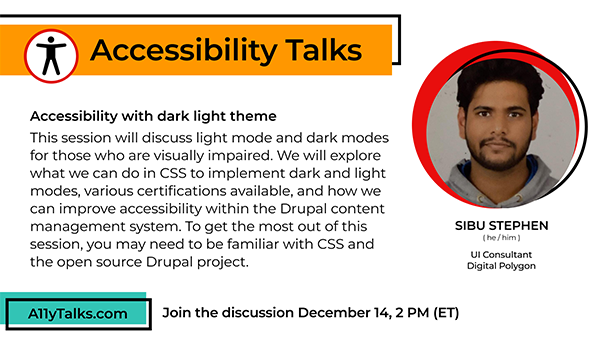 Accessibility Talks
Accessibility with dark light theme
This session will discuss light mode and dark modes
for those who are visually impaired. We will explore
what we can do in CSS to implement dark and light
modes, various certifications available, and how we
can improve accessibility within the Drupal content
management system. To get the most out of this
session, you may need to be familiar with CSS and
the open source Drupal project.
SIBU STEPHEN
( he / him )
UI Consultant
Digital Polygon
A11yTalks.com
Join the discussion December 14, 2 PM (ET)